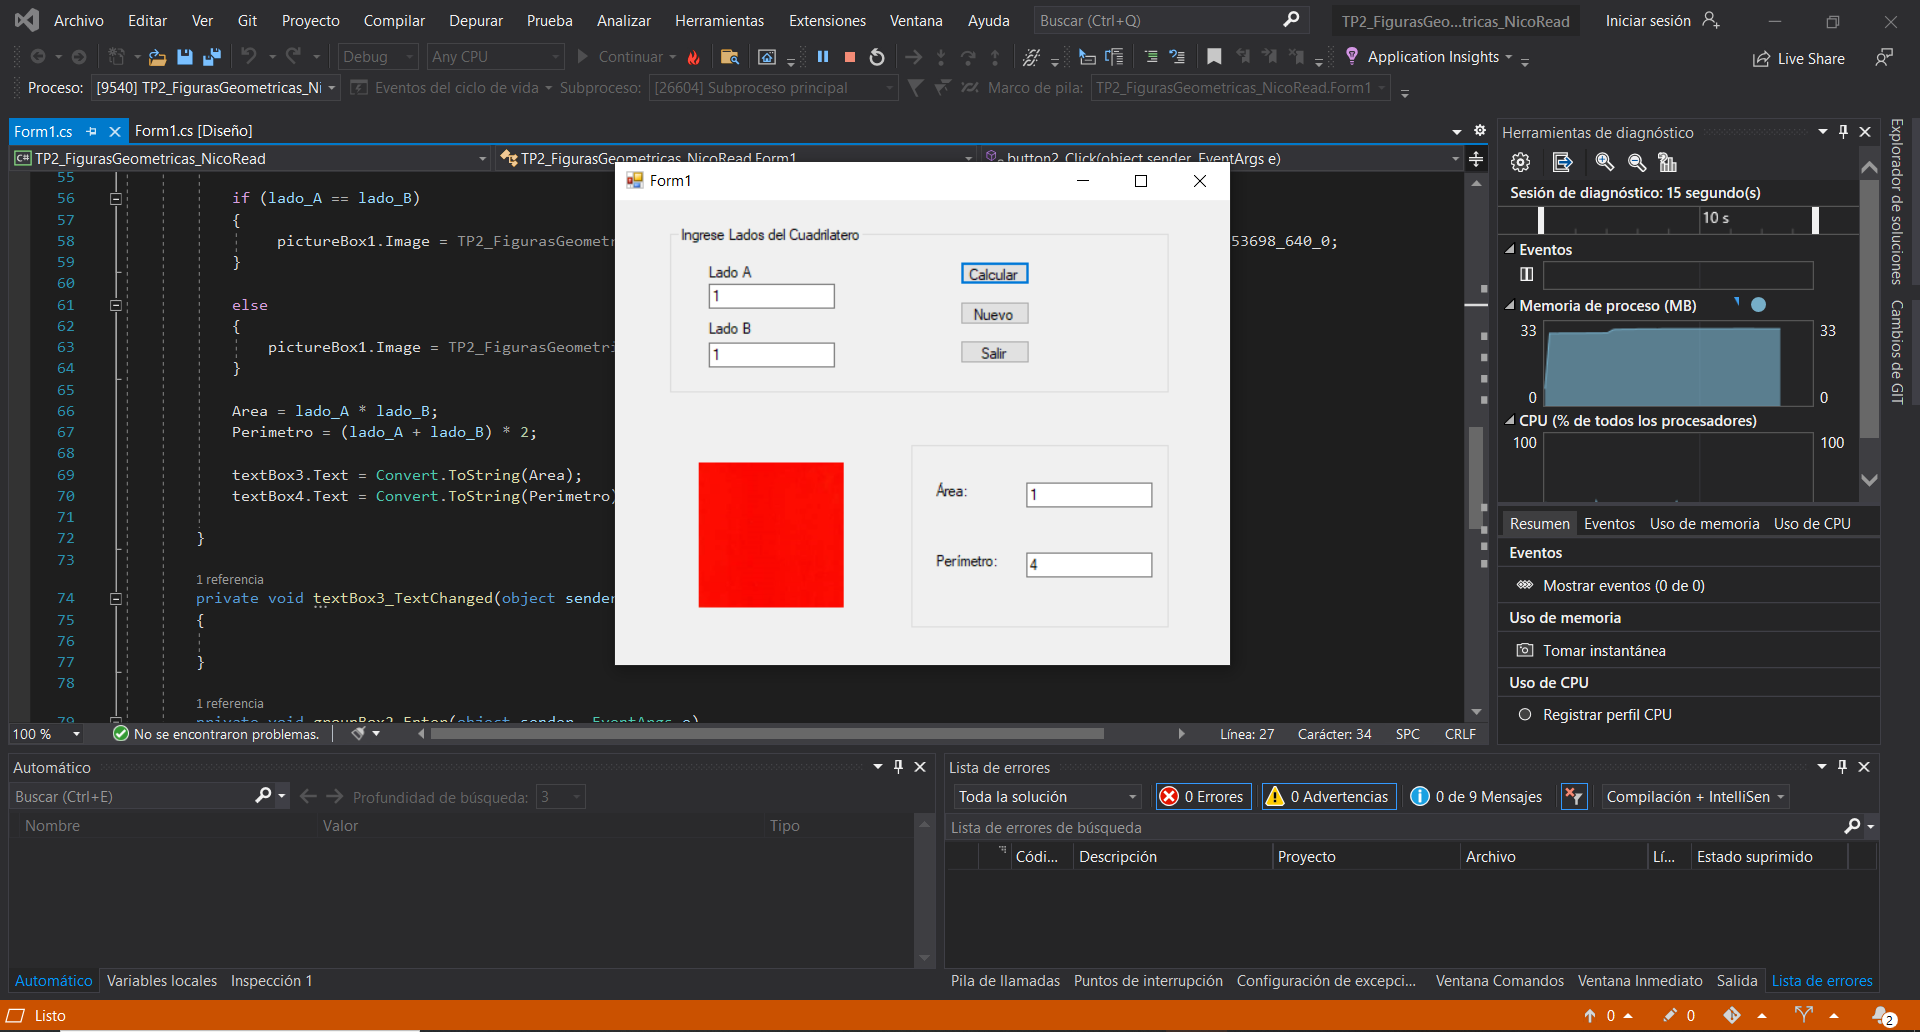 Archivo Editar Ver Git Proyecto Compilar Depurar Prueba Analizar Herramientas Extensiones Ventana Ayuda Buscar (Ctrl+Q) TP2_FigurasGeo...tricas_NicoRead Iniciar sesión
Debug Any CPU Continuar Application Insights Live Share
Proceso: [9540] TP2_FigurasGeometricas_Ni Eventos del ciclo de vida Subproceso: [26604] Subproceso principal Marco de pila: TP2_FigurasGeometricas_NicoRead.Form1
Form1.cs Form1.cs [Diseño]
C# TP2_FigurasGeometricas_NicoRead TP2_FigurasGeometricas_NicoRead.Form1 button2_Click(object sender, EventArgs e)
55
56 if (lado_A == lado_B)
57 {
58 pictureBox1.Image = TP2_FigurasGeometr 53698_640_0;
59 }
60
61 else
62 {
63 pictureBox1.Image = TP2_FigurasGeometri
64 }
65
66 Area = lado_A * lado_B;
67 Perimetro = (lado_A + lado_B) * 2;
68
69 textBox3.Text = Convert.ToString(Area);
70 textBox4.Text = Convert.ToString(Perimetro)
71
72 }
73
1 referencia
74 private void textBox3_TextChanged(object sender
75 {
76
77 }
78
1 referencia
79 private void groupBox2_Enter(object sender, EventArgs e)
100 % No se encontraron problemas. Línea: 27 Carácter: 34 SPC CRLF
Form1
Ingrese Lados del Cuadrilatero
Lado A
1
Lado B
1
Calcular
Nuevo
Salir
Área: 1
Perímetro: 4
Herramientas de diagnóstico
Sesión de diagnóstico: 15 segundo(s)
10 s
Eventos
Memoria de proceso (MB)
33 33
0 0
CPU (% de todos los procesadores)
100 100
Resumen Eventos Uso de memoria Uso de CPU
Eventos
Mostrar eventos (0 de 0)
Uso de memoria
Tomar instantánea
Uso de CPU
Registrar perfil CPU
Explorador de soluciones
Cambios de GIT
Automático
Buscar (Ctrl+E) Profundidad de búsqueda: 3
Nombre Valor Tipo
Automático Variables locales Inspección 1
Lista de errores
Toda la solución 0 Errores 0 Advertencias 0 de 9 Mensajes Compilación + IntelliSen
Lista de errores de búsqueda
Códi... Descripción Proyecto Archivo Lí... Estado suprimido
Pila de llamadas Puntos de interrupción Configuración de excepci... Ventana Comandos Ventana Inmediato Salida Lista de errores
Listo 0 0 2